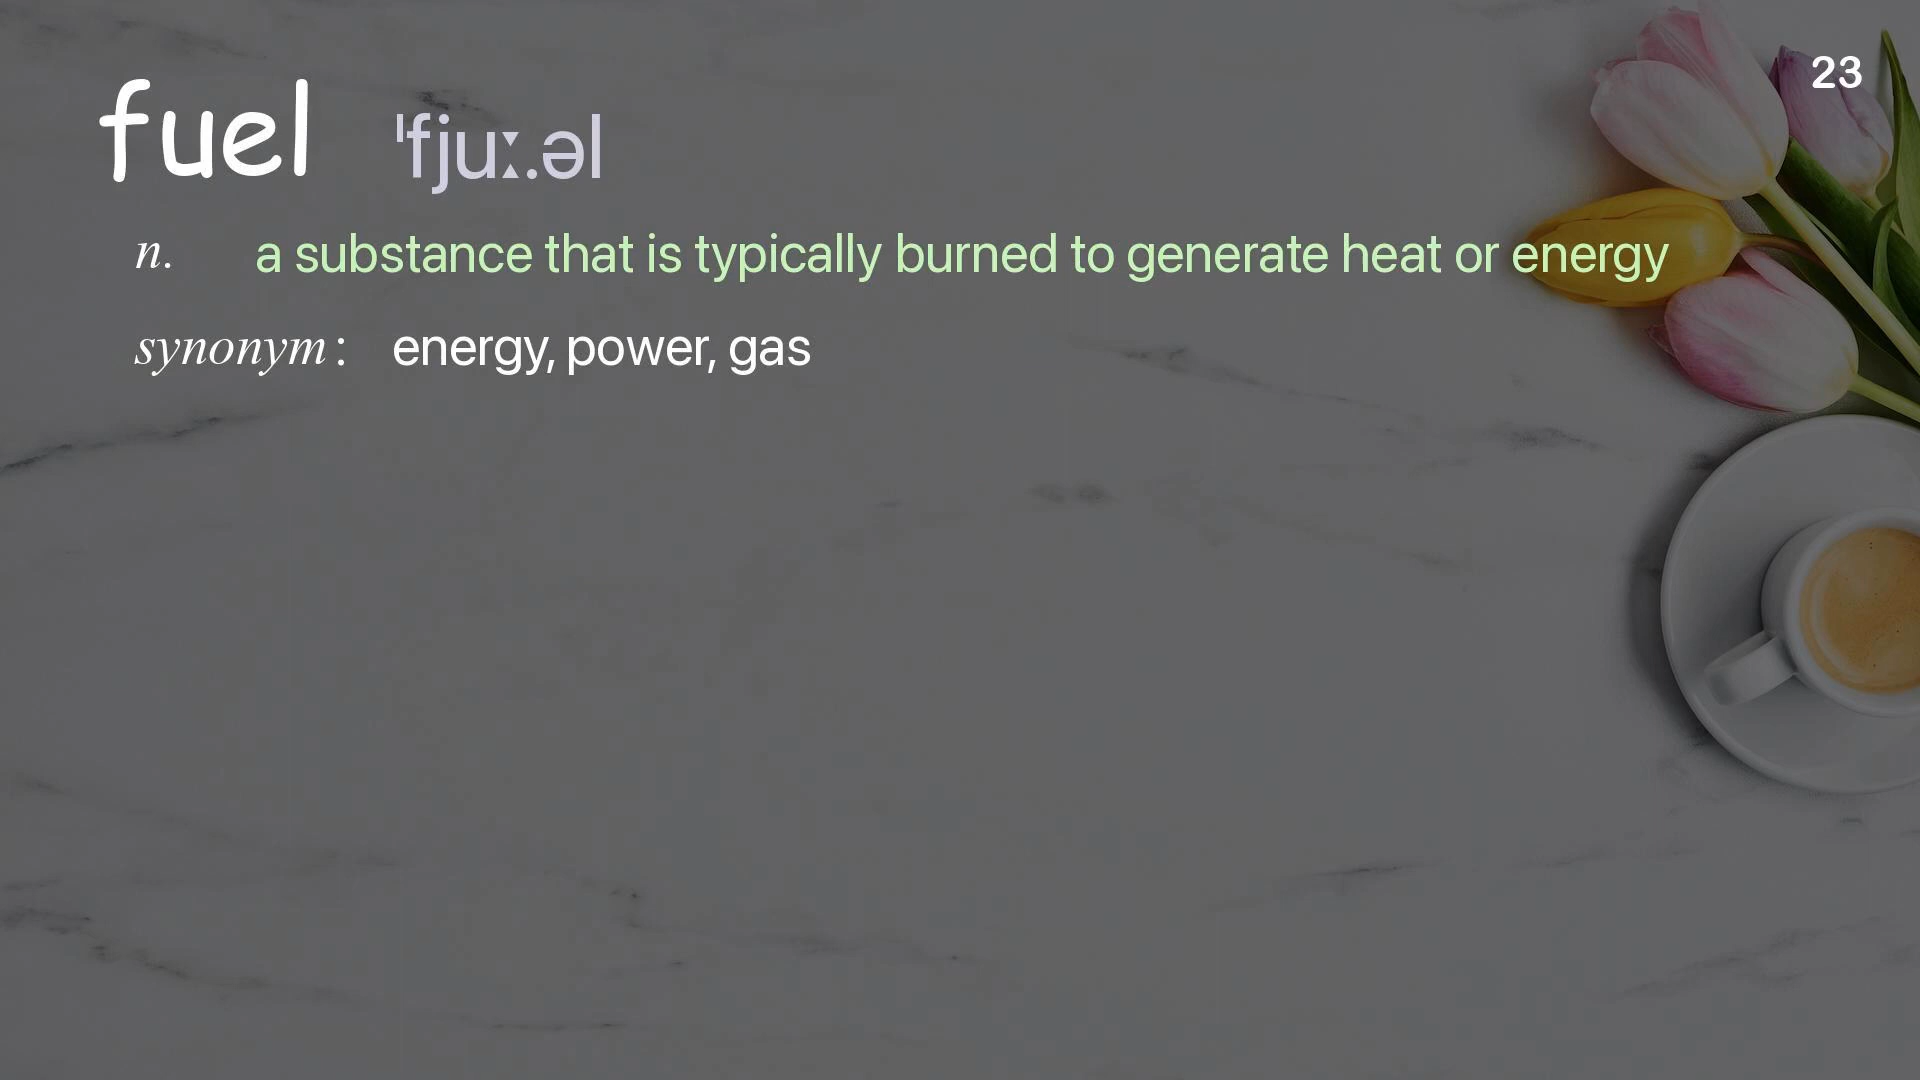 23
fuel ˈfjuː.əl
n. a substance that is typically burned to generate heat or energy
synonym: energy, power, gas